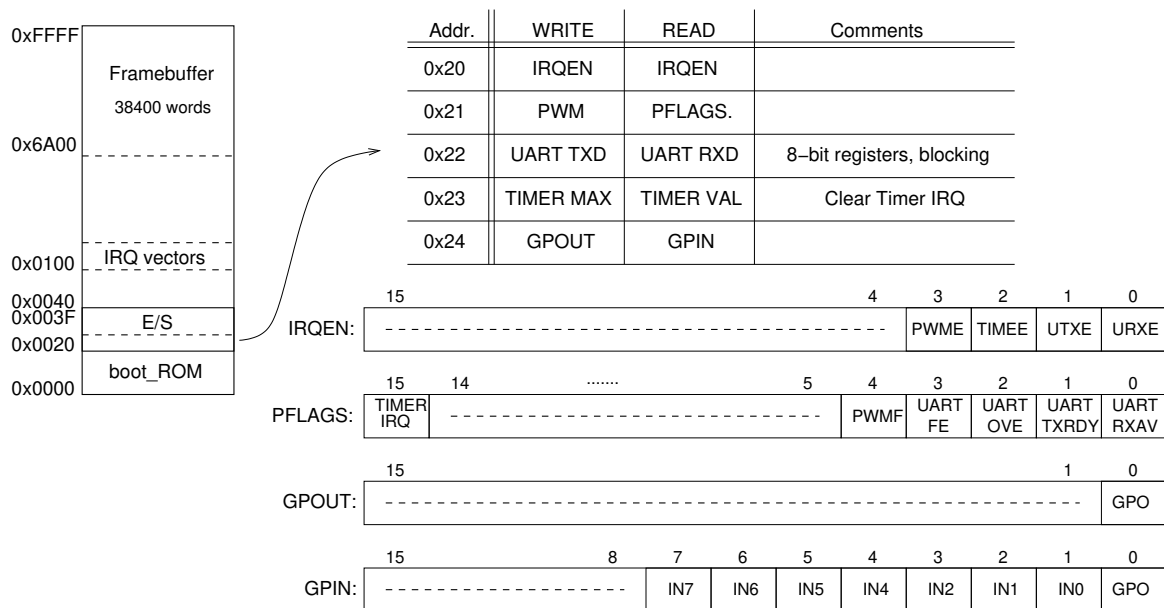 0xFFFF
Framebuffer
38400 words
0x6A00
IRQ vectors
0x0100
0x0040
0x003F
E/S
0x0020
boot_ROM
0x0000
Addr. WRITE READ Comments
0x20 IRQEN IRQEN
0x21 PWM PFLAGS.
0x22 UART TXD UART RXD 8−bit registers, blocking
0x23 TIMER MAX TIMER VAL Clear Timer IRQ
0x24 GPOUT GPIN
15 4 3 2 1 0
IRQEN: PWME TIMEE UTXE URXE
15 14 ....... 5 4 3 2 1 0
PFLAGS: TIMER IRQ PWMF UART FE UART OVE UART TXRDY UART RXAV
15 1 0
GPOUT: GPO
15 8 7 6 5 4 3 2 1 0
GPIN: IN7 IN6 IN5 IN4 IN2 IN1 IN0 GPO